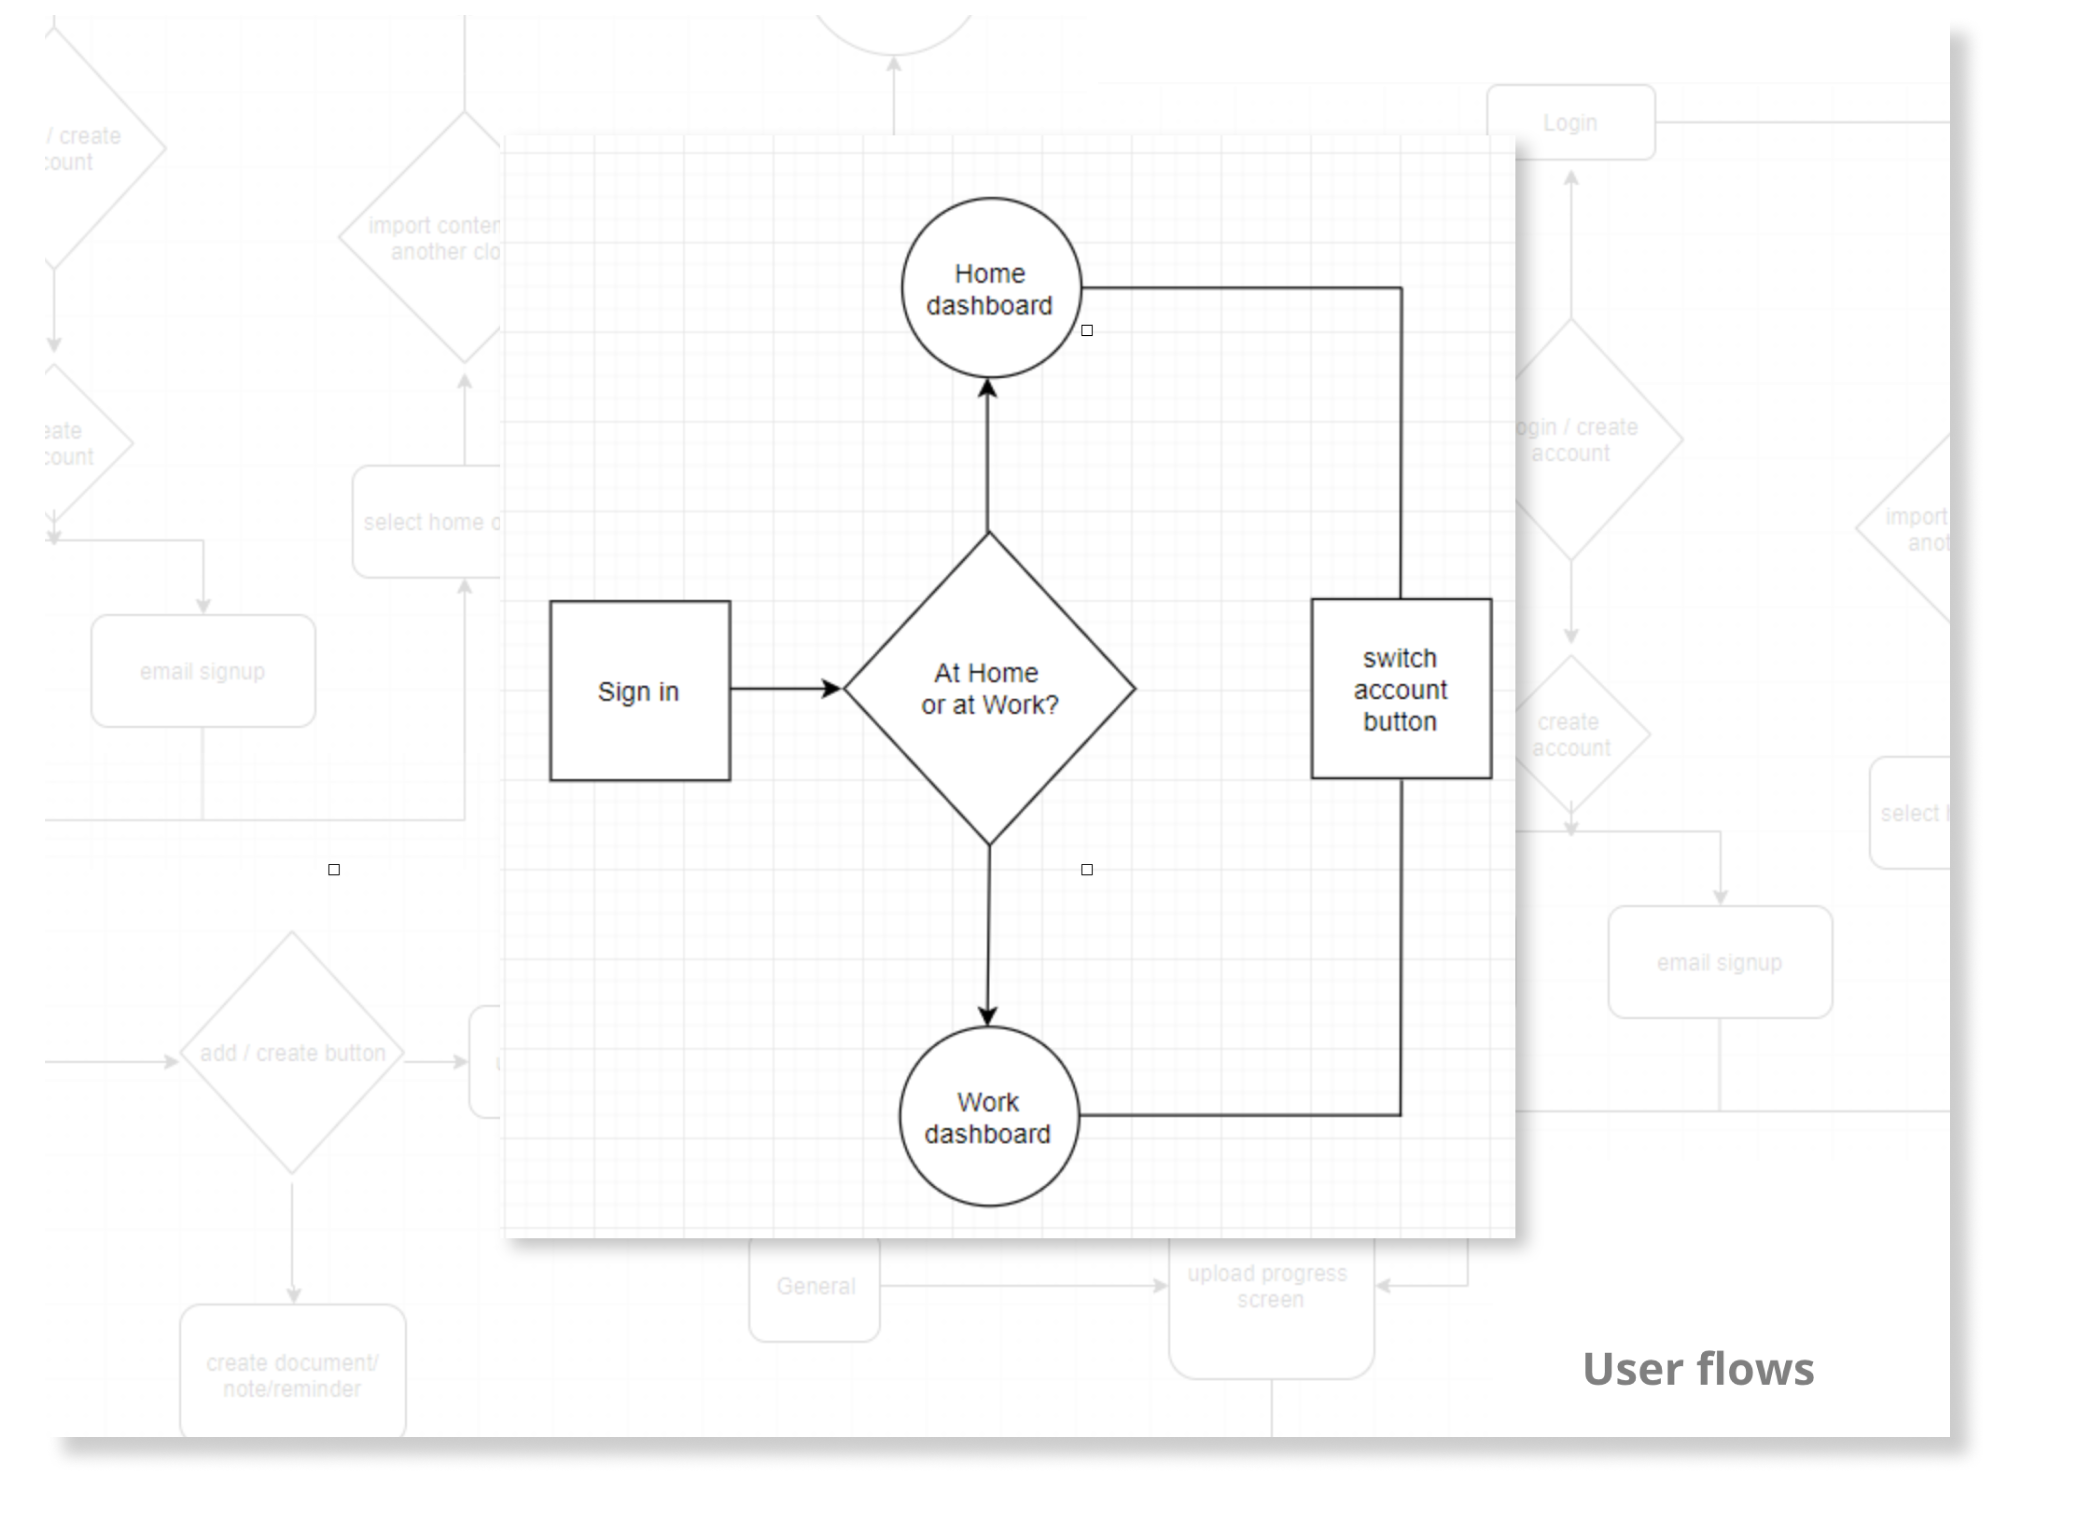 / create
count
import conter
another clo
Login
Home
dashboard
eate
count
select home
ogin / create
account
import
anot
email signup
Sign in
At Home
or at Work?
switch
account
button
create
account
select
email signup
add / create button
Work
dashboard
General
upload progress
screen
create document/
note/reminder
User flows